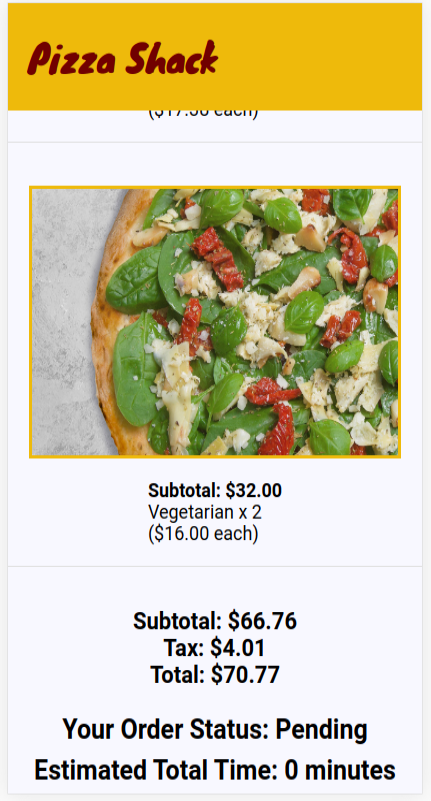 Pizza Shack
each)
Subtotal: $32.00
Vegetarian x 2
($16.00 each)
Subtotal: $66.76
Tax: $4.01
Total: $70.77
Your Order Status: Pending
Estimated Total Time: 0 minutes